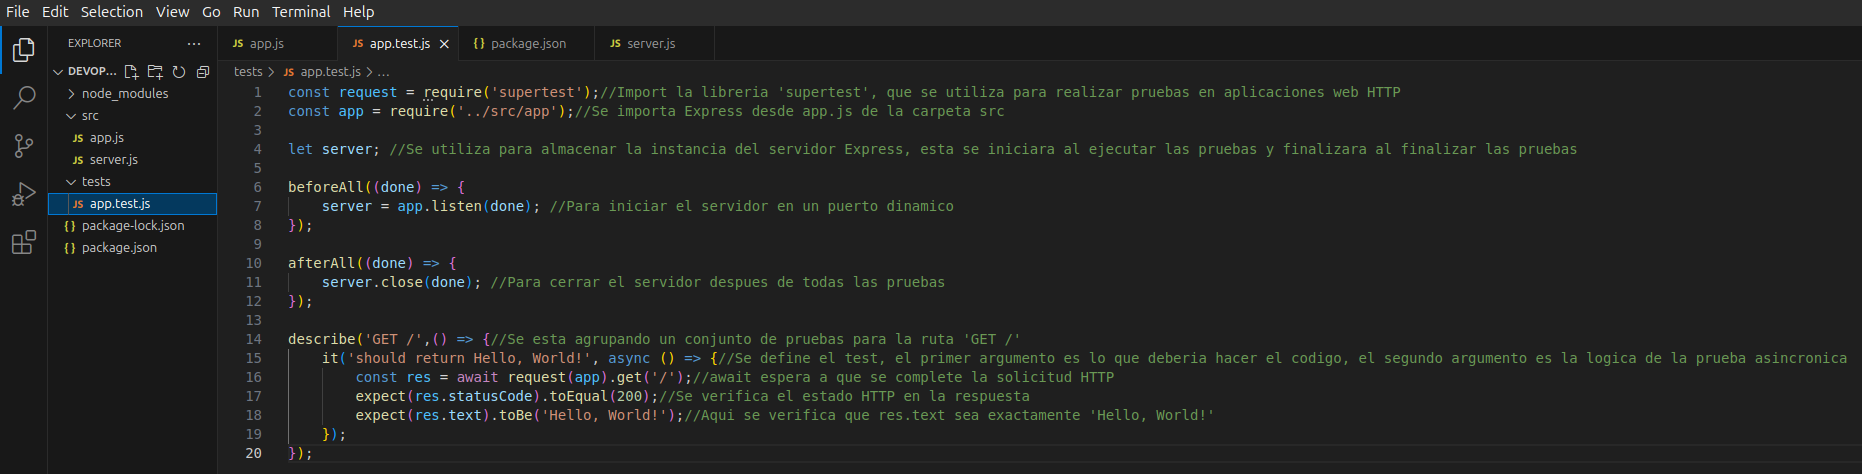 File Edit Selection View Go Run Terminal Help
EXPLORER ...
app.js
app.test.js
package.json
server.js
DEVOP...
node_modules
src
app.js
server.js
tests
app.test.js
package-lock.json
package.json
tests > app.test.js > ...
1 const request = require('supertest');//Import la libreria 'supertest', que se utiliza para realizar pruebas en aplicaciones web HTTP
2 const app = require('../src/app');//Se importa Express desde app.js de la carpeta src
3
4 let server; //Se utiliza para almacenar la instancia del servidor Express, esta se iniciara al ejecutar las pruebas y finalizara al finalizar las pruebas
5
6 beforeAll((done) => {
7 server = app.listen(done); //Para iniciar el servidor en un puerto dinamico
8 });
9
10 afterAll((done) => {
11 server.close(done); //Para cerrar el servidor despues de todas las pruebas
12 });
13
14 describe('GET /',() => {//Se esta agrupando un conjunto de pruebas para la ruta 'GET /'
15 it('should return Hello, World!', async () => {//Se define el test, el primer argumento es lo que deberia hacer el codigo, el segundo argumento es la logica de la prueba asincronica
16 const res = await request(app).get('/');//await espera a que se complete la solicitud HTTP
17 expect(res.statusCode).toEqual(200);//Se verifica el estado HTTP en la respuesta
18 expect(res.text).toBe('Hello, World!');//Aqui se verifica que res.text sea exactamente 'Hello, World!'
19 });
20 });